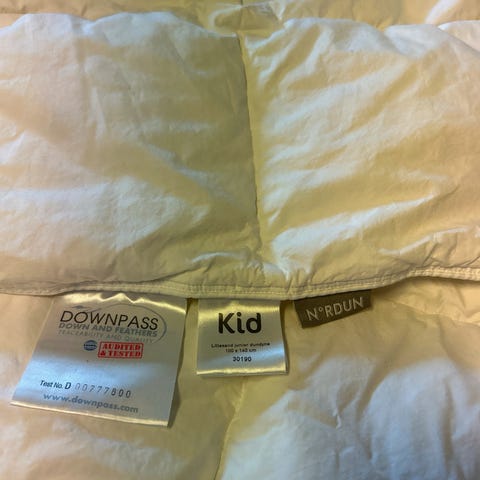 DOWNPASS
DOWN AND FEATHERS
TRACEABILITY AND QUALITY
AUDITED
& TESTED
Test No. D 00777800
www.downpass.com
Kid
Lillesand junior dundyne
100 x 140 cm
30190
N°RDUN